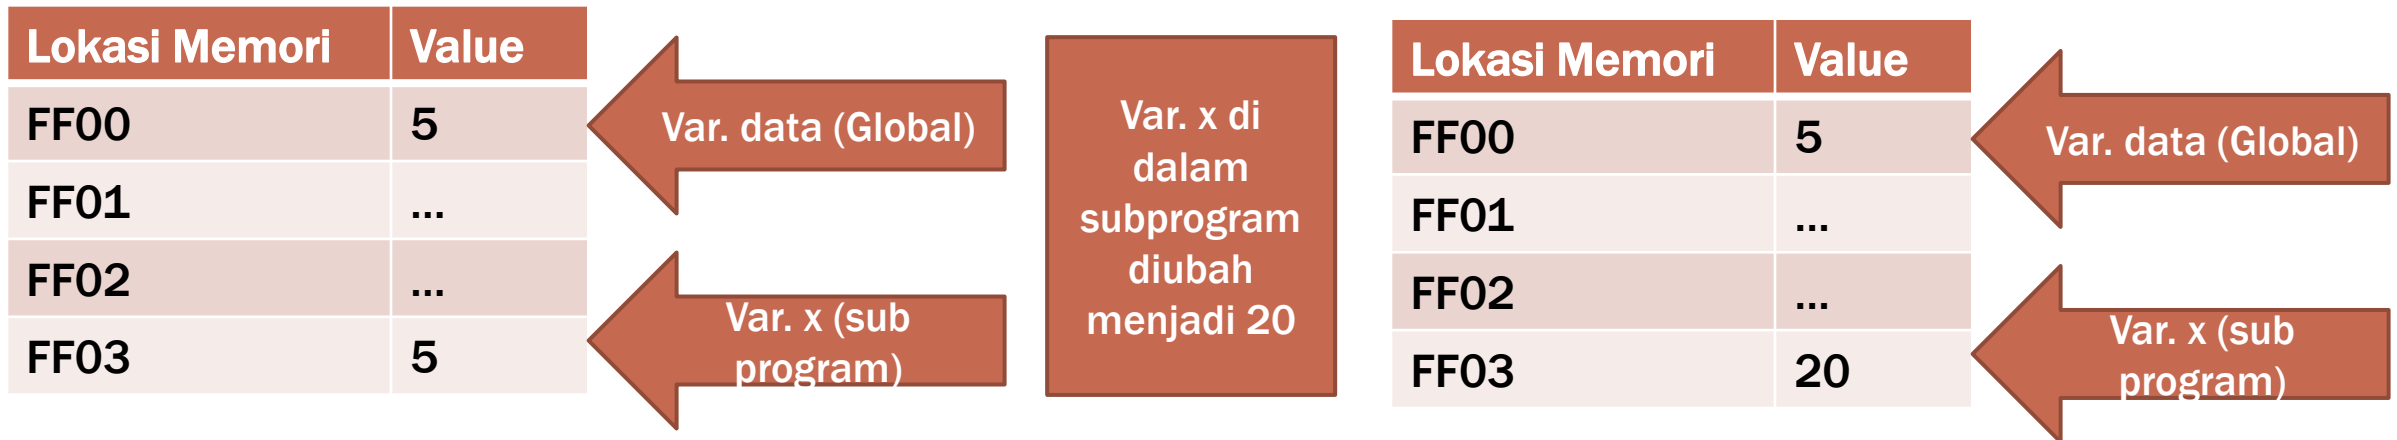 Lokasi Memori Value
FF00 5
FF01 ...
FF02 ...
FF03 5
Var. data (Global)
Var. x (sub
program)
Var. x di
dalam
subprogram
diubah
menjadi 20
Lokasi Memori Value
FF00 5
FF01 ...
FF02 ...
FF03 20
Var. data (Global)
Var. x (sub
program)